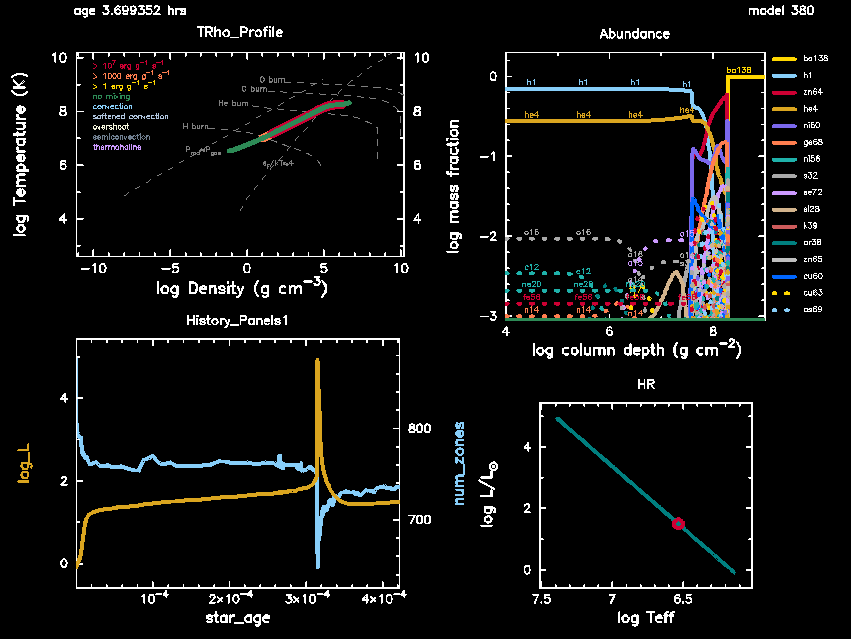 age 3.699352 hrs
model 380
TRho_Profile
10
8
6
4
log Temperature (K)
> 10⁷ erg g⁻¹ s⁻¹
> 1000 erg g⁻¹ s⁻¹
> 1 erg g⁻¹ s⁻¹
no mixing
convection
softened convection
overshoot
semiconvection
thermohaline
O burn
C burn
He burn
H burn
10
8
6
4
−10
−5
0
5
10
log Density (g cm⁻³)
Abundance
0
−1
−2
−3
log mass fraction
ba138
h1
h1
h1
h1
he4
he4
he4
he4
o16
o16
c12
c12
ne20
ne20
fe56
fe56
n14
n14
n14
4
6
8
log column depth (g cm⁻²)
ba138
h1
zn64
he4
ni60
ge68
ni56
s32
se72
si28
k39
ar38
zn65
cu60
cu63
as69
History_Panels1
4
2
0
log_L
800
700
num_zones
10⁻⁴
2×10⁻⁴
3×10⁻⁴
4×10⁻⁴
star_age
HR
4
2
0
log L/L☉
7.5
7
6.5
log Teff